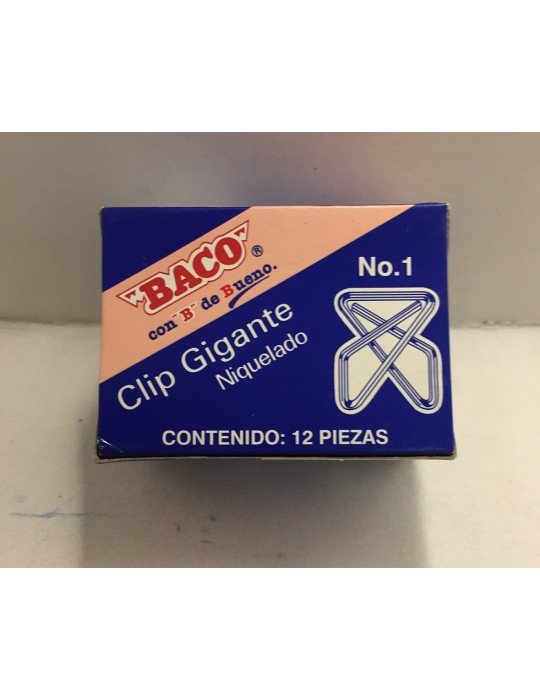 BACO ®
con "B" de Bueno.
Clip Gigante
Niquelado
No.1
CONTENIDO: 12 PIEZAS